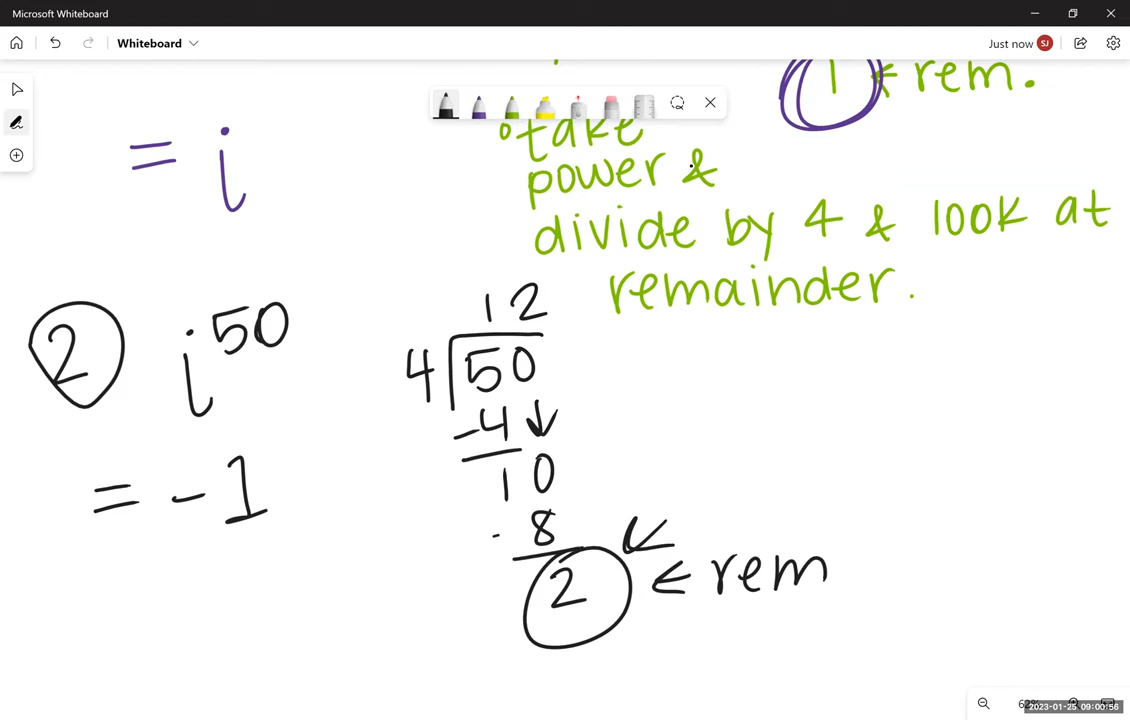 Microsoft Whiteboard
Whiteboard
Just now SJ
1 ← rem.
take
power &
divide by 4 & look at
remainder.
= i
2 i^50
= -1
12
4 50
-4 ↓
10
- 8
2 ← rem
2023-01-25 09:00:56